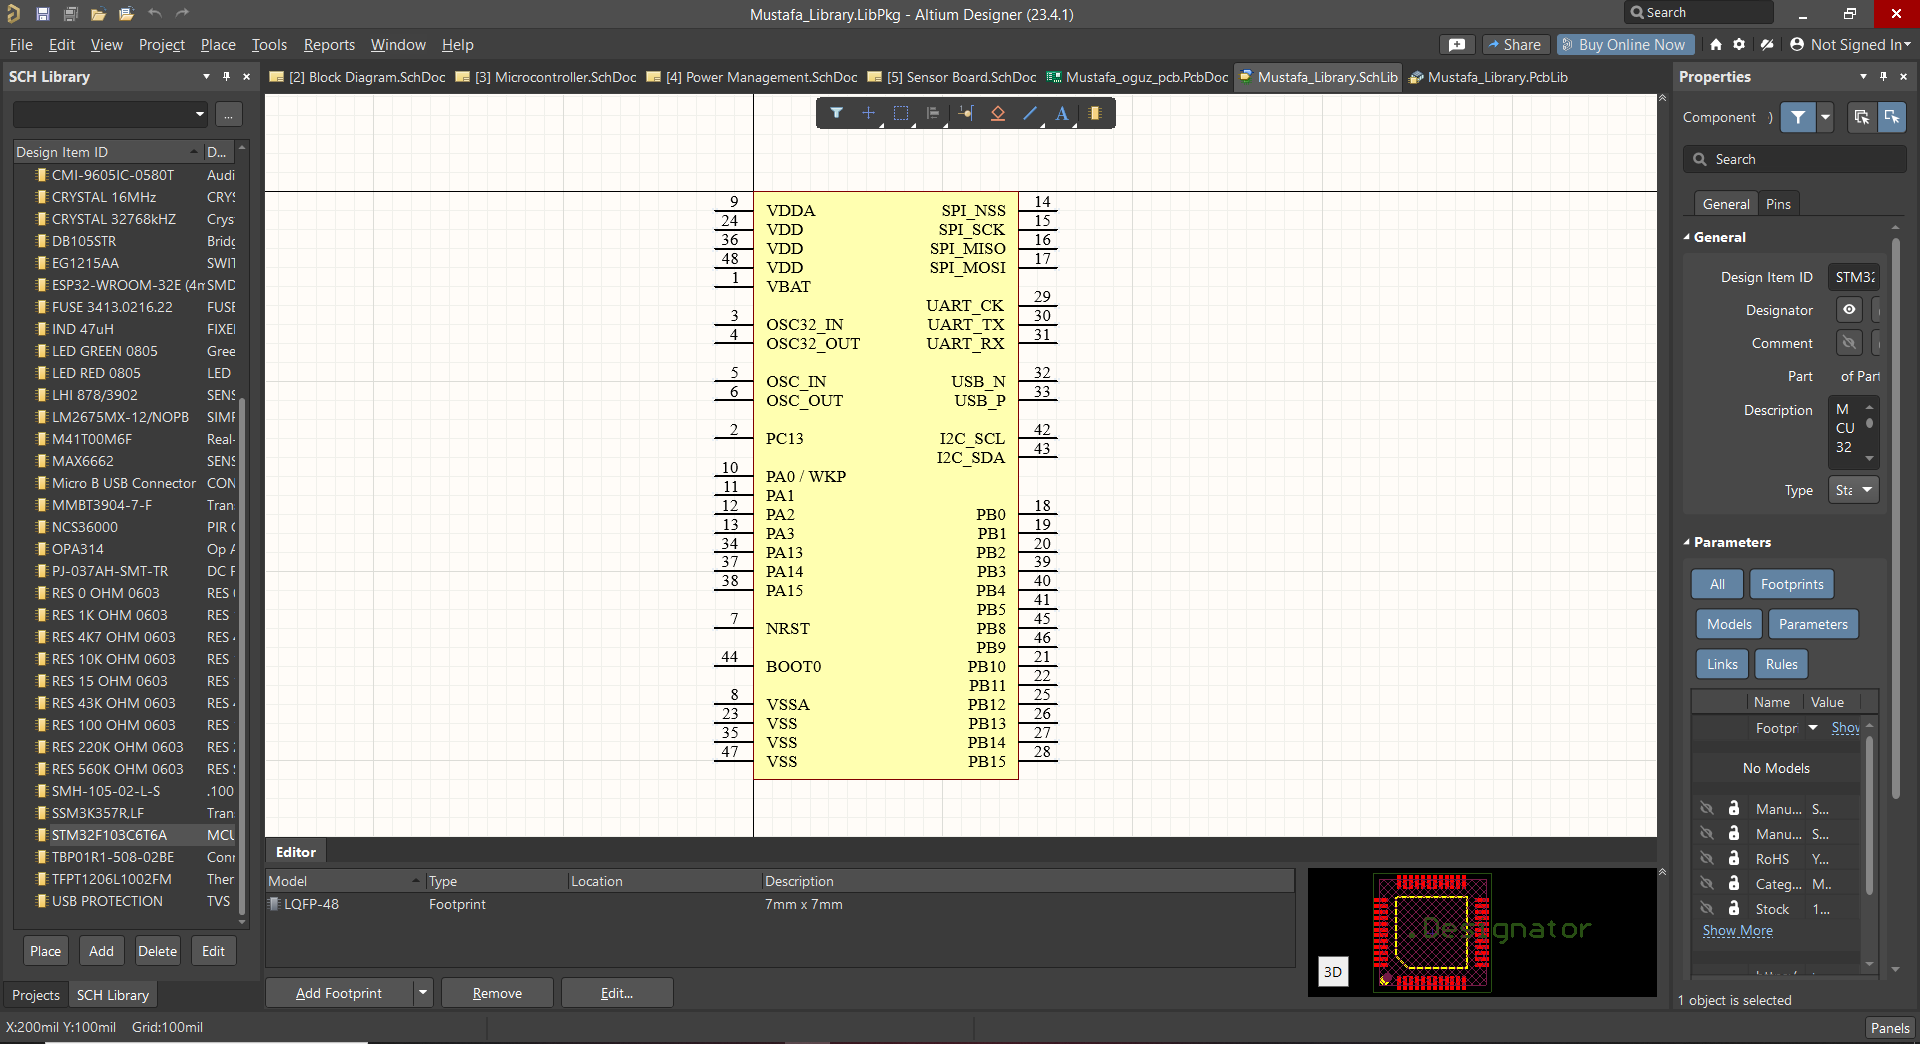 Mustafa_Library.LibPkg - Altium Designer (23.4.1)
Search
File Edit View Project Place Tools Reports Window Help
Share
Buy Online Now
Not Signed In
SCH Library
[2] Block Diagram.SchDoc
[3] Microcontroller.SchDoc
[4] Power Management.SchDoc
[5] Sensor Board.SchDoc
Mustafa_oguz_pcb.PcbDoc
Mustafa_Library.SchLib
Mustafa_Library.PcbLib
...
Design Item ID D...
CMI-9605IC-0580T Audi
CRYSTAL 16MHz CRYS
CRYSTAL 32768kHZ Crys
DB105STR Bridg
EG1215AA SWIT
ESP32-WROOM-32E (4m SMD
FUSE 3413.0216.22 FUSE
IND 47uH FIXE
LED GREEN 0805 Gree
LED RED 0805 LED
LHI 878/3902 SENS
LM2675MX-12/NOPB SIMF
M41T00M6F Real-
MAX6662 SENS
Micro B USB Connector CON
MMBT3904-7-F Tran
NCS36000 PIR
OPA314 Op A
PJ-037AH-SMT-TR DC
RES 0 OHM 0603 RES
RES 1K OHM 0603 RES
RES 4K7 OHM 0603 RES
RES 10K OHM 0603 RES
RES 15 OHM 0603 RES
RES 43K OHM 0603 RES
RES 100 OHM 0603 RES
RES 220K OHM 0603 RES
RES 560K OHM 0603 RES
SMH-105-02-L-S .100
SSM3K357R,LF Tran
STM32F103C6T6A MCU
TBP01R1-508-02BE Conn
TFPT1206L1002FM Ther
USB PROTECTION TVS
Place Add Delete Edit
Projects SCH Library
A
9 VDDA
24 VDD
36 VDD
48 VDD
1 VBAT
3 OSC32_IN
4 OSC32_OUT
5 OSC_IN
6 OSC_OUT
2 PC13
10 PA0 / WKP
11 PA1
12 PA2
13 PA3
34 PA13
37 PA14
38 PA15
7 NRST
44 BOOT0
8 VSSA
23 VSS
35 VSS
47 VSS
SPI_NSS 14
SPI_SCK 15
SPI_MISO 16
SPI_MOSI 17
UART_CK 29
UART_TX 30
UART_RX 31
USB_N 32
USB_P 33
I2C_SCL 42
I2C_SDA 43
PB0 18
PB1 19
PB2 20
PB3 39
PB4 40
PB5 41
PB8 45
PB9 46
PB10 21
PB11 22
PB12 25
PB13 26
PB14 27
PB15 28
Editor
Model Type Location Description
LQFP-48 Footprint 7mm x 7mm
.Designator
3D
Add Footprint Remove Edit...
Properties
Component )
Search
General Pins
General
Design Item ID STM32
Designator
Comment
Part of Part
Description M
CU
32
Type Sta
Parameters
All Footprints
Models Parameters
Links Rules
Name Value
Footpri Show
No Models
Manu... S...
Manu... S...
RoHS Y...
Categ... M..
Stock 1...
Show More
1 object is selected
X:200mil Y:100mil Grid:100mil
Panels